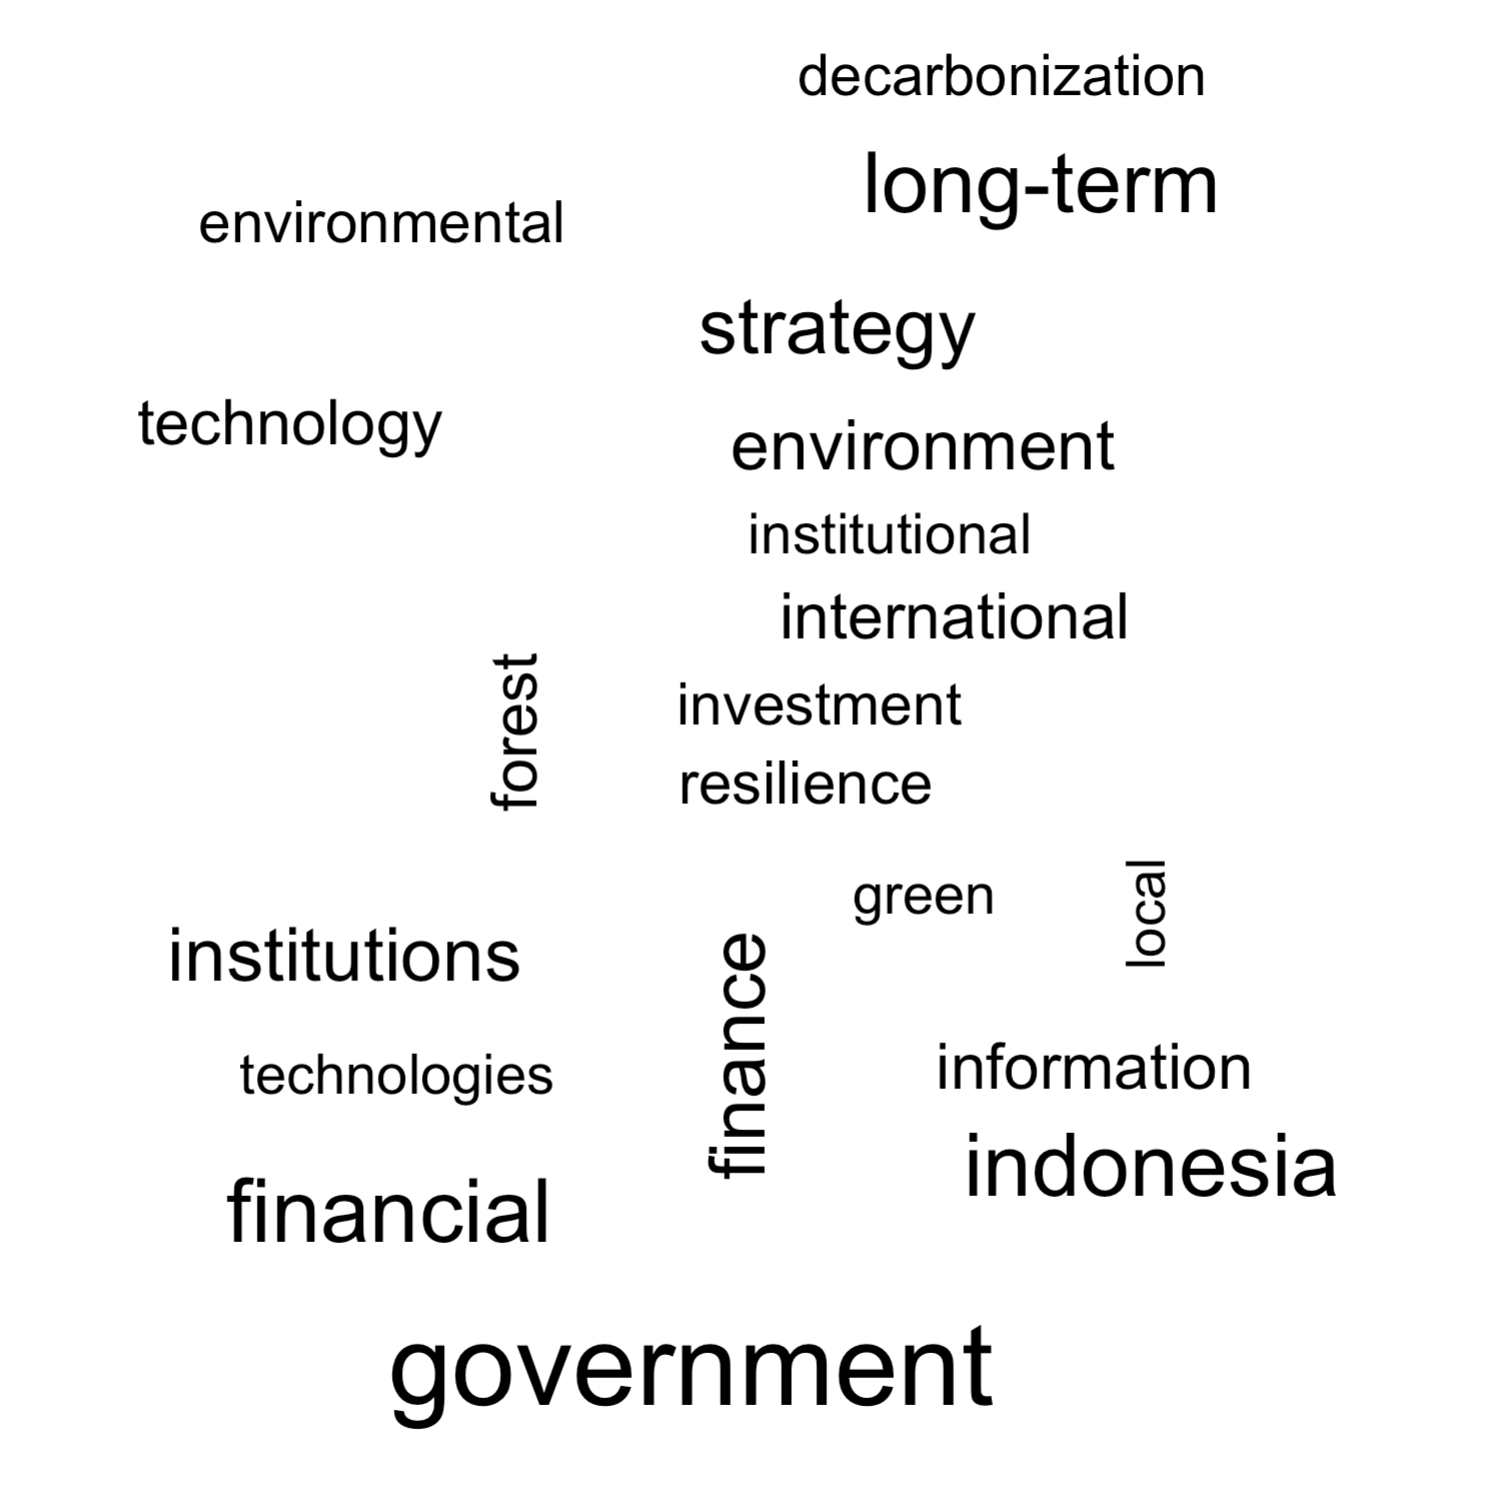 decarbonization
long-term
environmental
strategy
technology
environment
institutional
international
forest
investment
resilience
green
local
institutions
finance
technologies
information
indonesia
financial
government